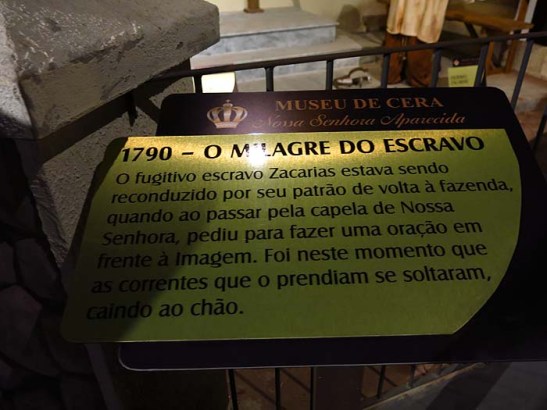 MUSEU DE CERA
Nossa Senhora Aparecida
1790 - O MILAGRE DO ESCRAVO
O fugitivo escravo Zacarias estava sendo
reconduzido por seu patrão de volta à fazenda,
quando ao passar pela capela de Nossa
Senhora, pediu para fazer uma oração em
frente à Imagem. Foi neste momento que
as correntes que o prendiam se soltaram,
caindo ao chão.